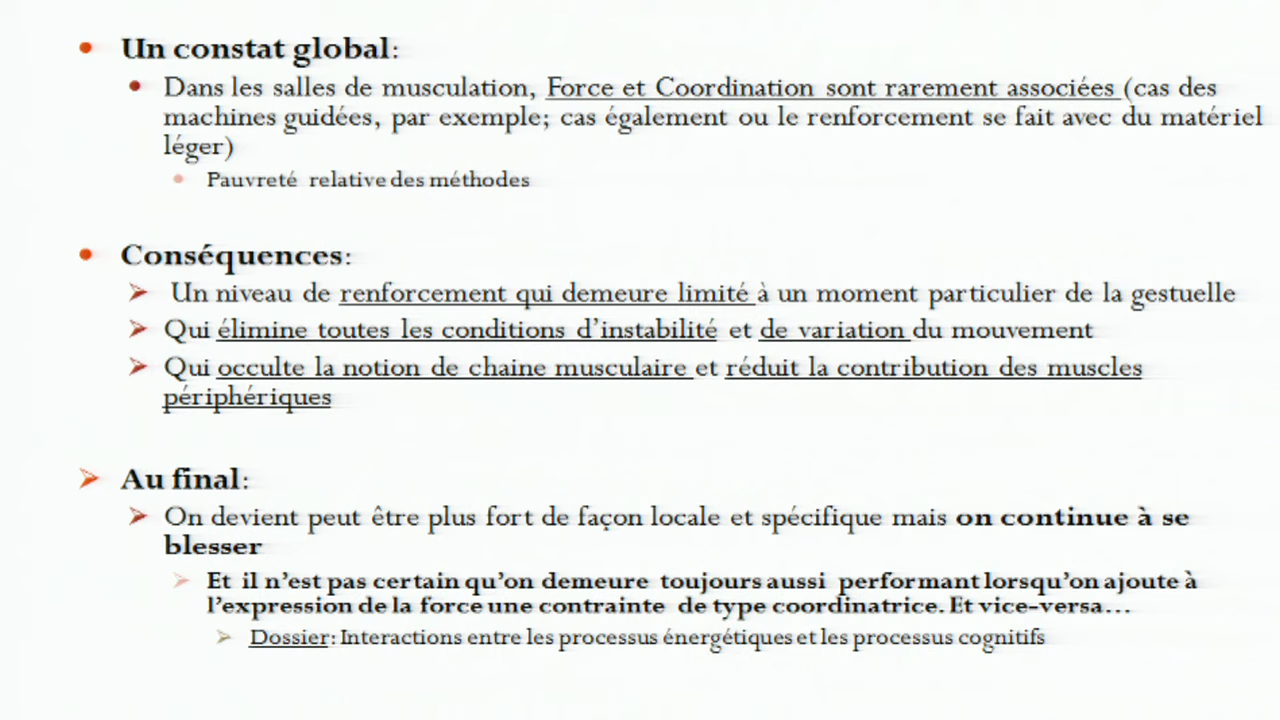 Un constat global:
Dans les salles de musculation, Force et Coordination sont rarement associées (cas des
machines guidées, par exemple; cas également ou le renforcement se fait avec du matériel
léger)
Pauvreté relative des méthodes
Conséquences:
Un niveau de renforcement qui demeure limité à un moment particulier de la gestuelle
Qui élimine toutes les conditions d'instabilité et de variation du mouvement
Qui occulte la notion de chaine musculaire et réduit la contribution des muscles
périphériques
Au final:
On devient peut être plus fort de façon locale et spécifique mais on continue à se
blesser
Et il n'est pas certain qu'on demeure toujours aussi performant lorsqu'on ajoute à
l'expression de la force une contrainte de type coordinatrice. Et vice-versa...
Dossier: Interactions entre les processus énergétiques et les processus cognitifs